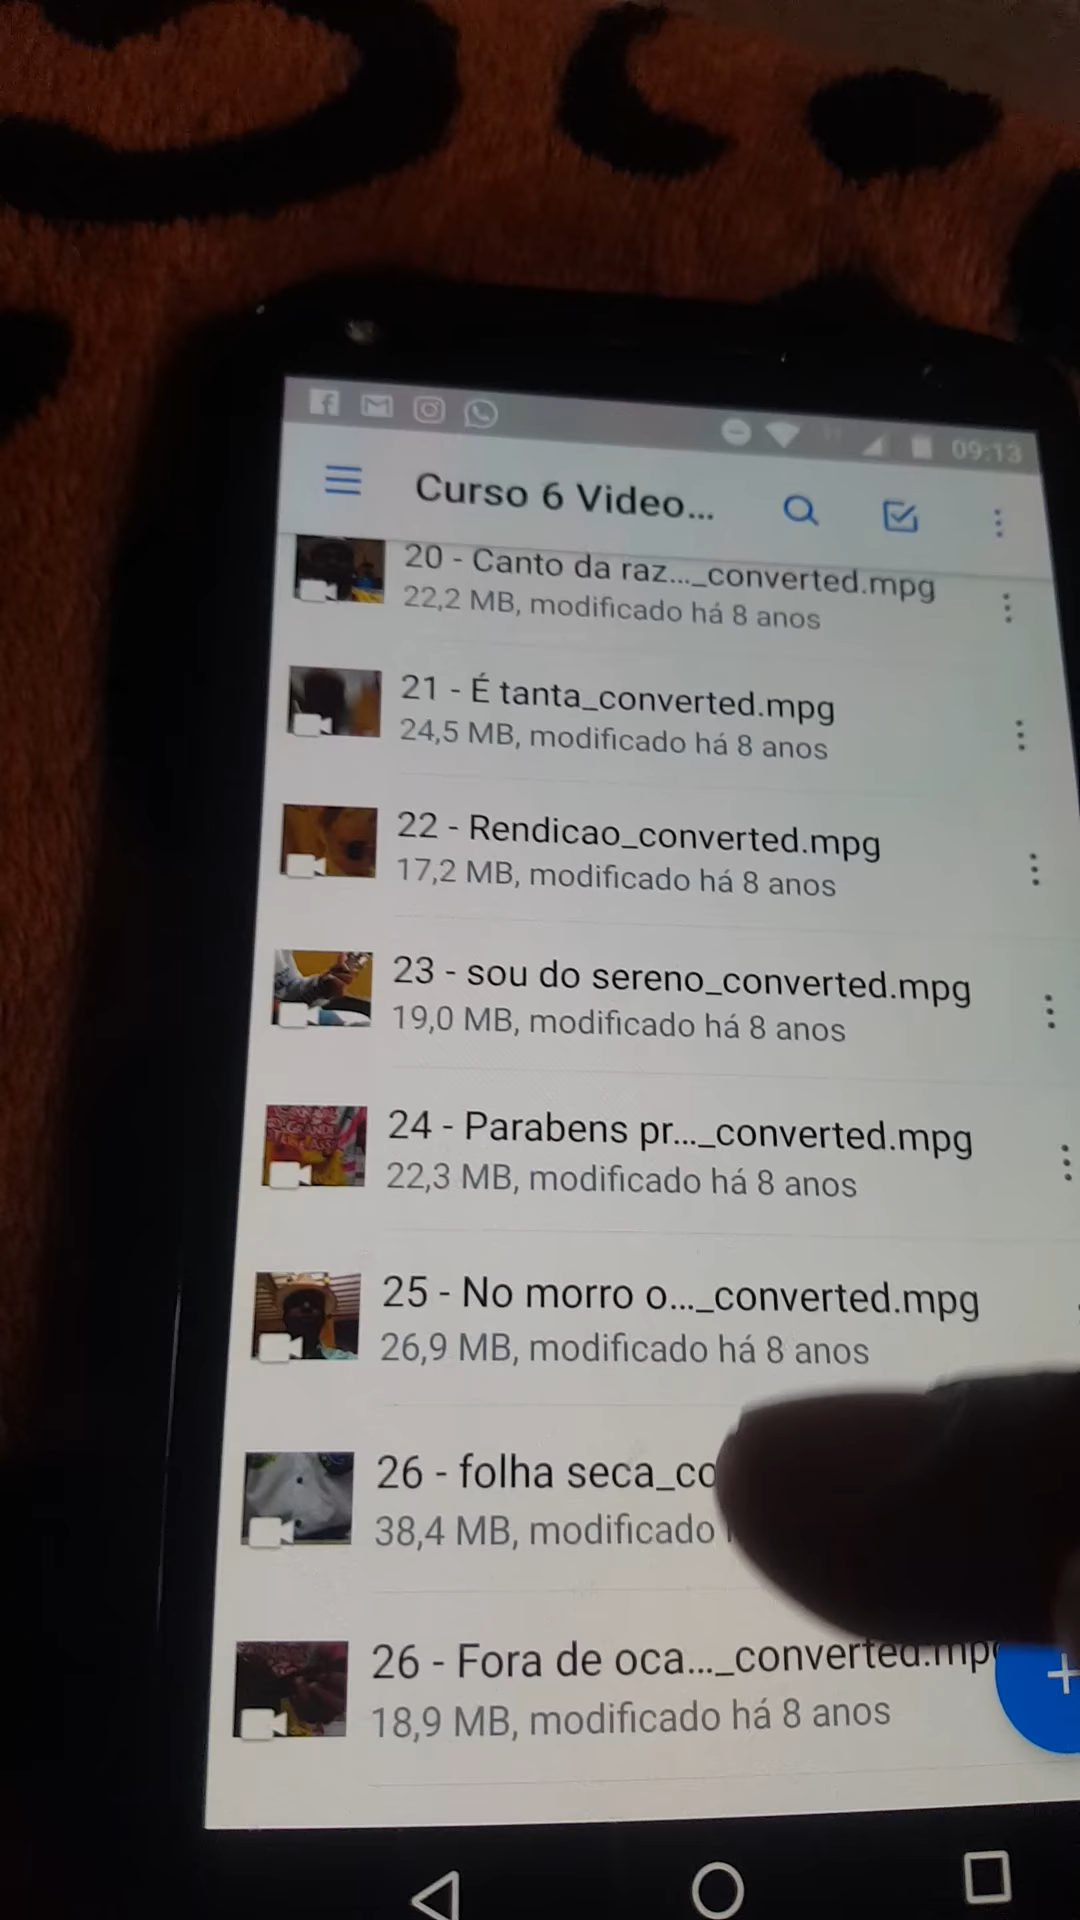 09:13
Curso 6 Video...
20 - Canto da raz..._converted.mpg
22,2 MB, modificado há 8 anos
21 - É tanta_converted.mpg
24,5 MB, modificado há 8 anos
22 - Rendicao_converted.mpg
17,2 MB, modificado há 8 anos
23 - sou do sereno_converted.mpg
19,0 MB, modificado há 8 anos
24 - Parabens pr..._converted.mpg
22,3 MB, modificado há 8 anos
25 - No morro o..._converted.mpg
26,9 MB, modificado há 8 anos
26 - folha seca_co
38,4 MB, modificado
26 - Fora de oca..._converted.mp
18,9 MB, modificado há 8 anos